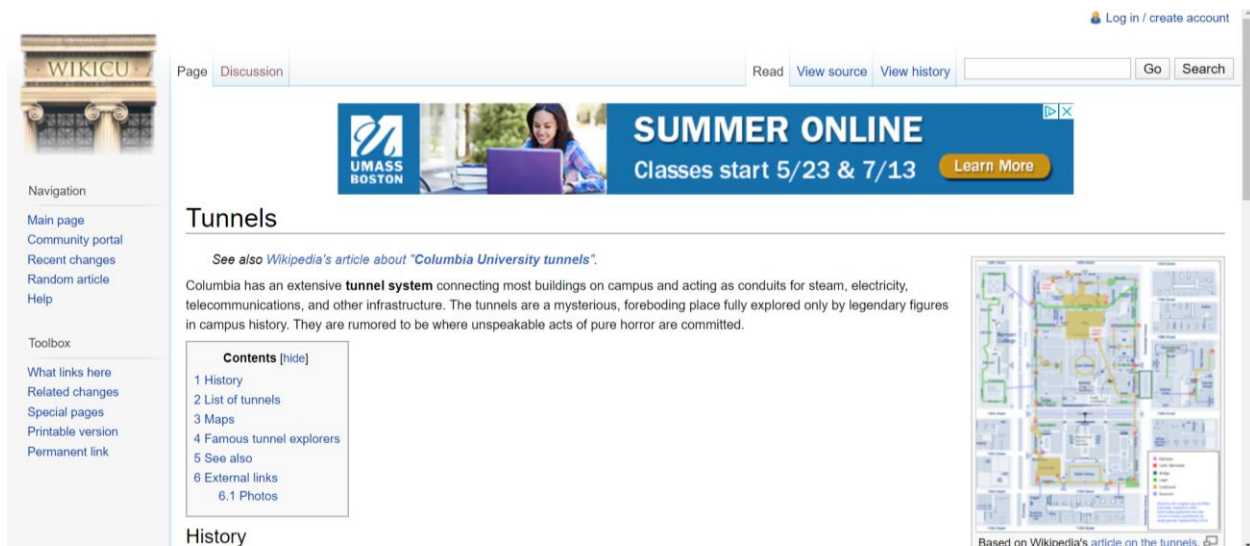 Log in / create account
WIKICU
Page Discussion
Read View source View history
Go Search
UMASS
BOSTON
SUMMER ONLINE
Classes start 5/23 & 7/13
Learn More
Navigation
Main page
Community portal
Recent changes
Random article
Help
Toolbox
What links here
Related changes
Special pages
Printable version
Permanent link
Tunnels
See also Wikipedia's article about "Columbia University tunnels".
Columbia has an extensive tunnel system connecting most buildings on campus and acting as conduits for steam, electricity,
telecommunications, and other infrastructure. The tunnels are a mysterious, foreboding place fully explored only by legendary figures
in campus history. They are rumored to be where unspeakable acts of pure horror are committed.
Contents [hide]
1 History
2 List of tunnels
3 Maps
4 Famous tunnel explorers
5 See also
6 External links
6.1 Photos
History
Based on Wikipedia's article on the tunnels.